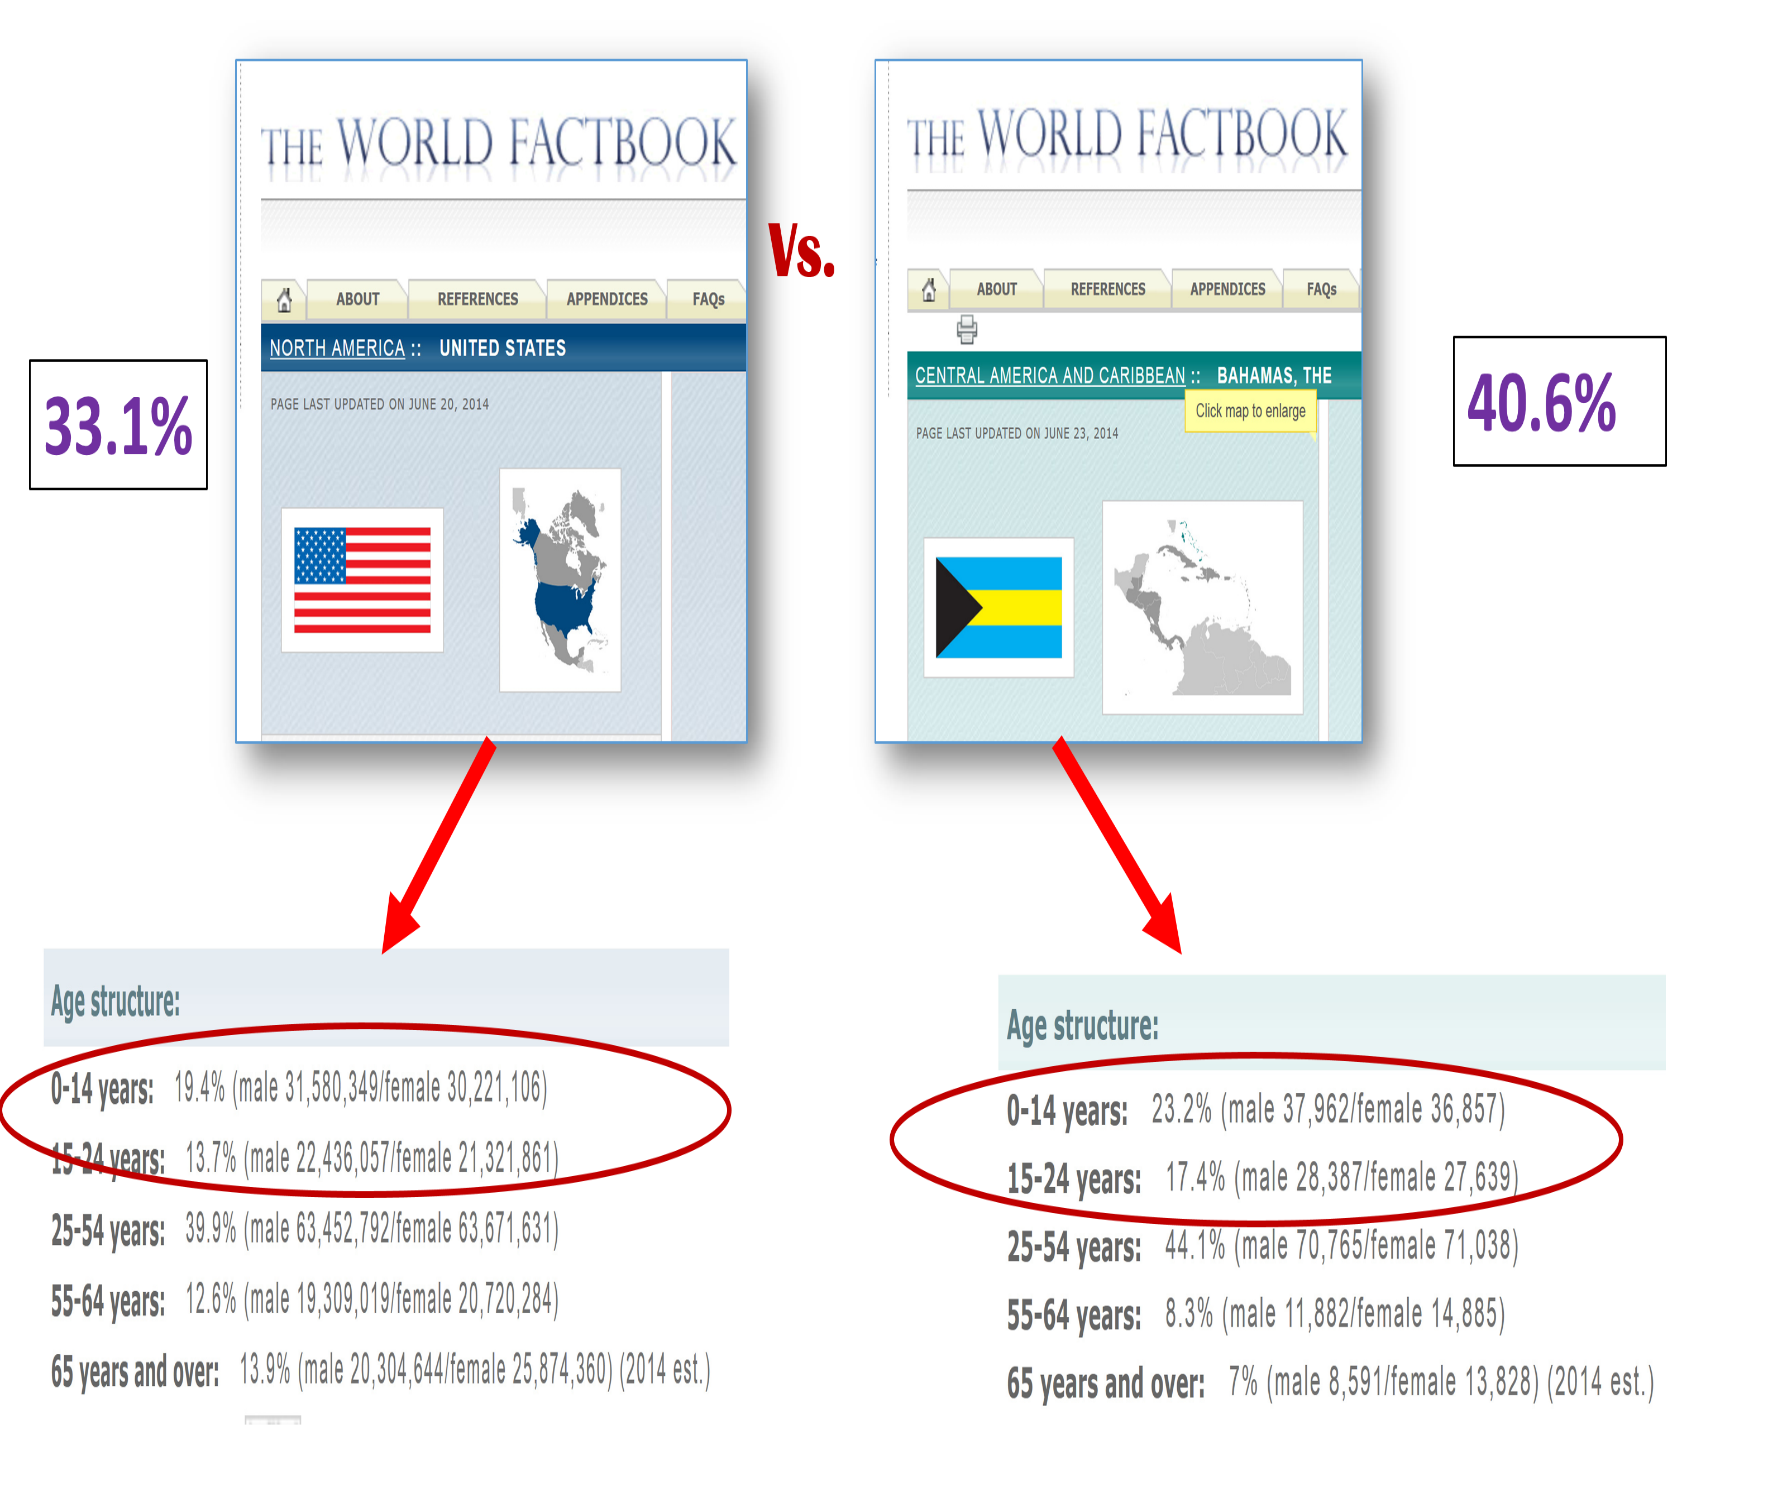 THE WORLD FACTBOOK
ABOUT REFERENCES APPENDICES FAQs
NORTH AMERICA :: UNITED STATES
PAGE LAST UPDATED ON JUNE 20, 2014
33.1%
Vs.
THE WORLD FACTBOOK
ABOUT REFERENCES APPENDICES FAQs
CENTRAL AMERICA AND CARIBBEAN :: BAHAMAS, THE
Click map to enlarge
PAGE LAST UPDATED ON JUNE 23, 2014
40.6%
Age structure:
0-14 years: 19.4% (male 31,580,349/female 30,221,106)
15-24 years: 13.7% (male 22,436,057/female 21,321,861)
25-54 years: 39.9% (male 63,452,792/female 63,671,631)
55-64 years: 12.6% (male 19,309,019/female 20,720,284)
65 years and over: 13.9% (male 20,304,644/female 25,874,360) (2014 est.)
Age structure:
0-14 years: 23.2% (male 37,962/female 36,857)
15-24 years: 17.4% (male 28,387/female 27,639)
25-54 years: 44.1% (male 70,765/female 71,038)
55-64 years: 8.3% (male 11,882/female 14,885)
65 years and over: 7% (male 8,591/female 13,828) (2014 est.)